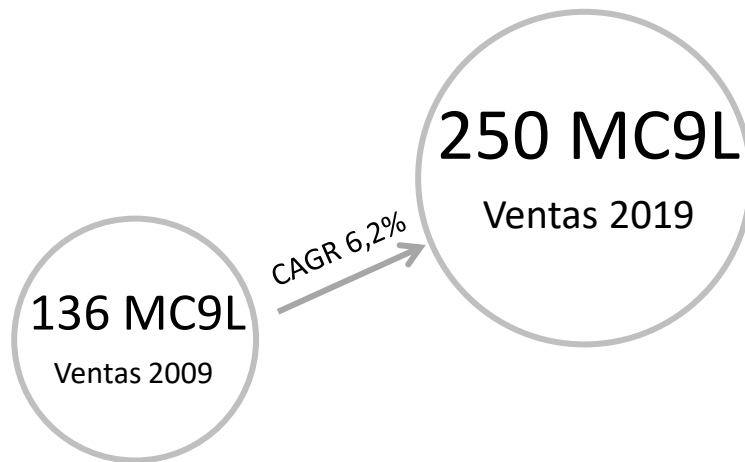 250 MC9L
Ventas 2019
CAGR 6,2%
136 MC9L
Ventas 2009